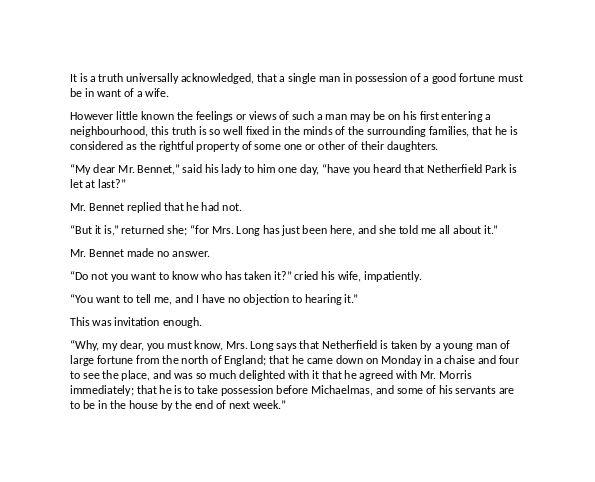 It is a truth universally acknowledged, that a single man in possession of a good fortune must
be in want of a wife.
However little known the feelings or views of such a man may be on his first entering a
neighbourhood, this truth is so well fixed in the minds of the surrounding families, that he is
considered as the rightful property of some one or other of their daughters.
“My dear Mr. Bennet,” said his lady to him one day, “have you heard that Netherfield Park is
let at last?”
Mr. Bennet replied that he had not.
“But it is,” returned she; “for Mrs. Long has just been here, and she told me all about it.”
Mr. Bennet made no answer.
“Do not you want to know who has taken it?” cried his wife, impatiently.
“You want to tell me, and I have no objection to hearing it.”
This was invitation enough.
“Why, my dear, you must know, Mrs. Long says that Netherfield is taken by a young man of
large fortune from the north of England; that he came down on Monday in a chaise and four
to see the place, and was so much delighted with it that he agreed with Mr. Morris
immediately; that he is to take possession before Michaelmas, and some of his servants are
to be in the house by the end of next week.”